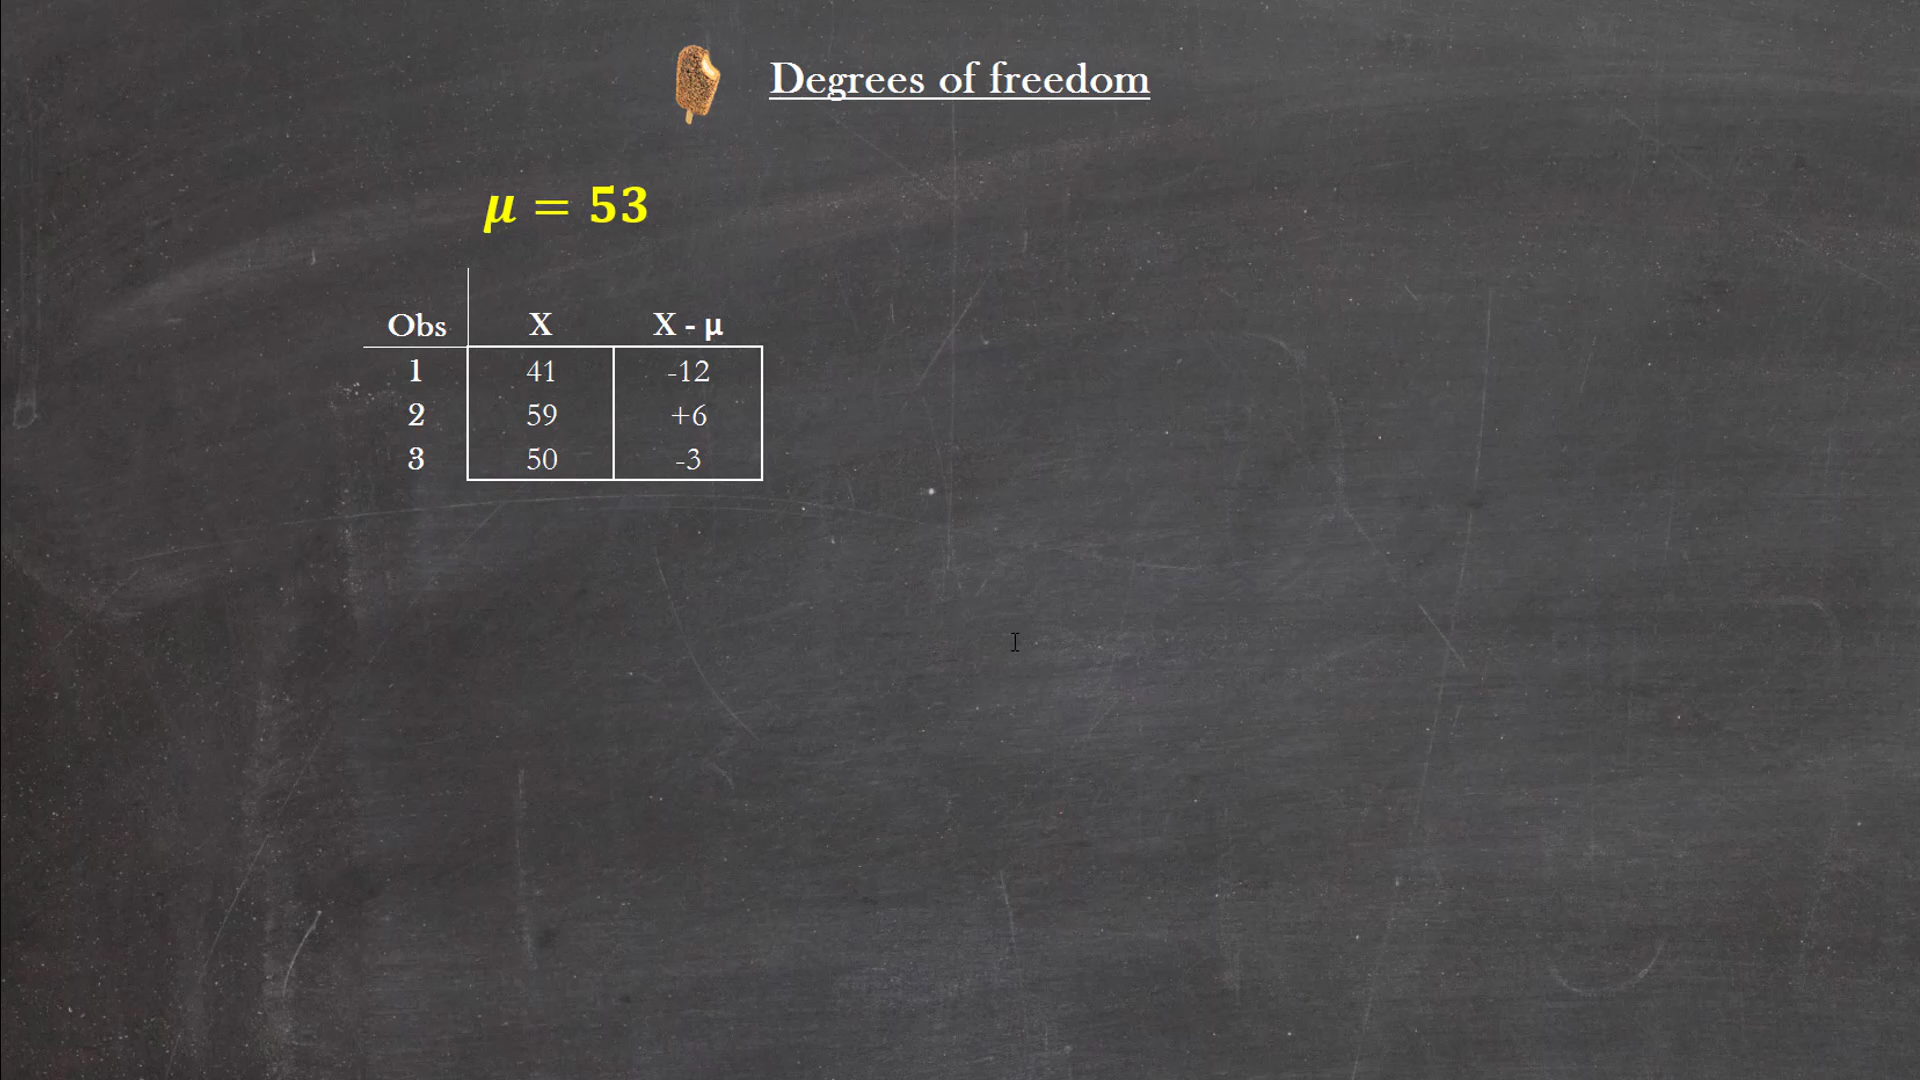 Degrees of freedom
μ = 53
Obs X X - μ
1 41 -12
2 59 +6
3 50 -3